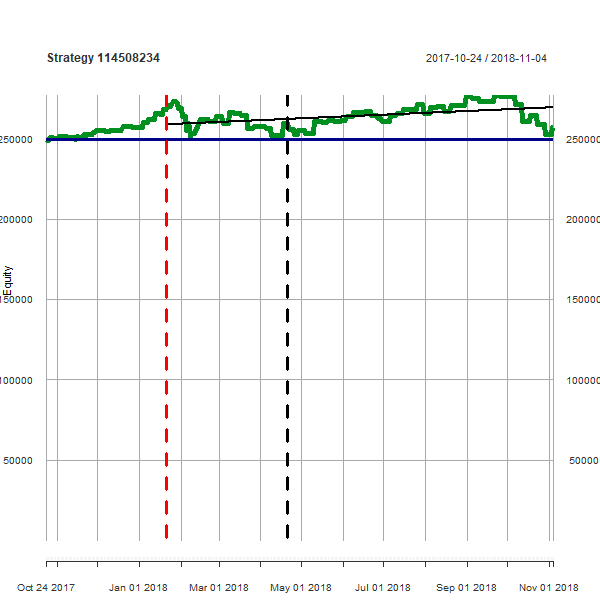 Strategy 114508234
2017-10-24 / 2018-11-04
250000
250000
200000
200000
Equity
150000
150000
100000
100000
50000
50000
Oct 24 2017
Jan 01 2018
Mar 01 2018
May 01 2018
Jul 01 2018
Sep 01 2018
Nov 01 2018